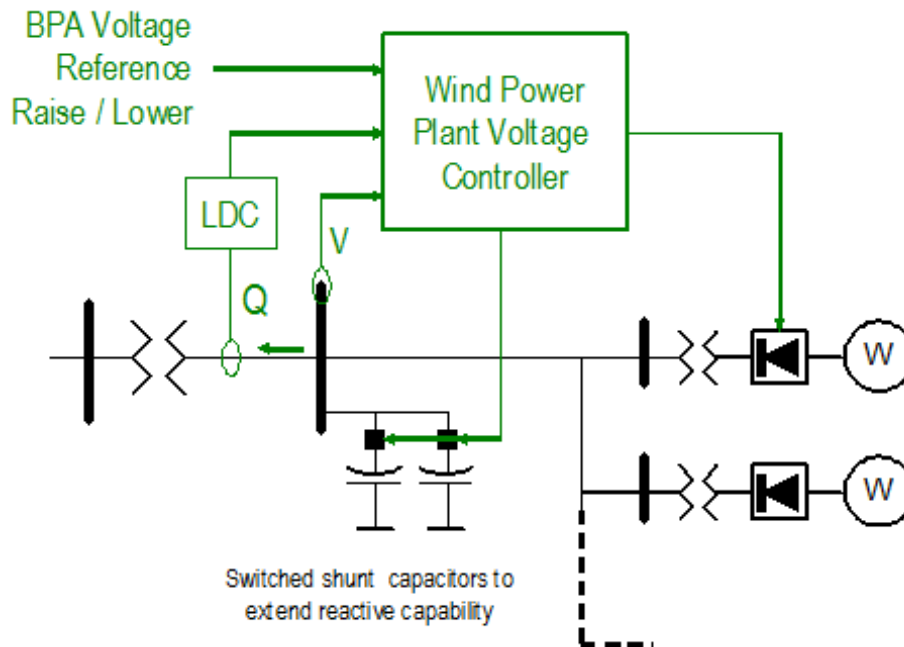 BPA Voltage
Reference
Raise / Lower
Wind Power
Plant Voltage
Controller
LDC
V
Q
W
W
Switched shunt capacitors to
extend reactive capability